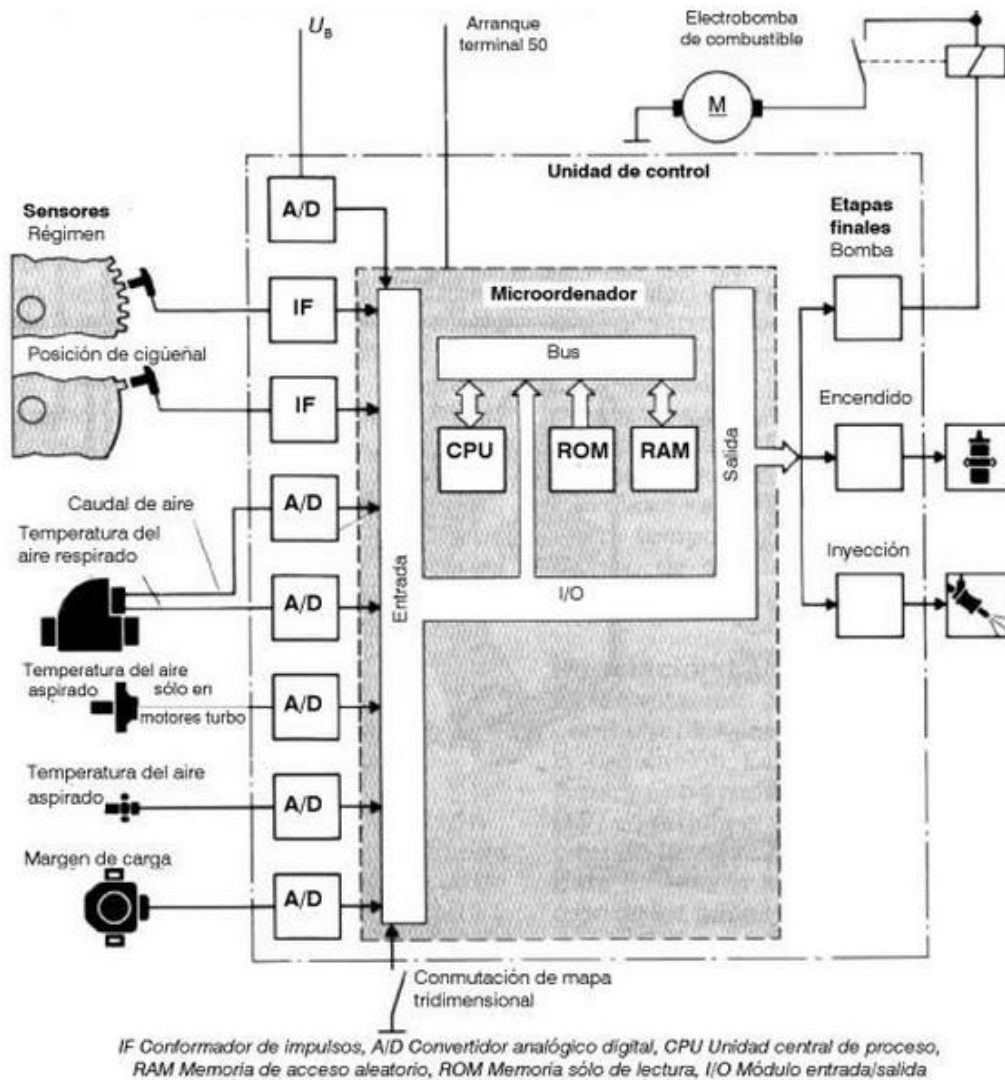 U_B
Arranque
terminal 50
Electrobomba
de combustible
M
Unidad de control
Sensores
Régimen
A/D
Etapas
finales
Bomba
IF
Microordenador
Posición de cigüeñal
Bus
IF
Encendido
CPU
ROM
RAM
Salida
Caudal de aire
A/D
Temperatura del
aire respirado
Inyección
A/D
Entrada
I/O
Temperatura del aire
aspirado
sólo en
motores turbo
A/D
Temperatura del aire
aspirado
A/D
Margen de carga
A/D
Conmutación de mapa
tridimensional
IF Conformador de impulsos, A/D Convertidor analógico digital, CPU Unidad central de proceso,
RAM Memoria de acceso aleatorio, ROM Memoria sólo de lectura, I/O Módulo entrada/salida